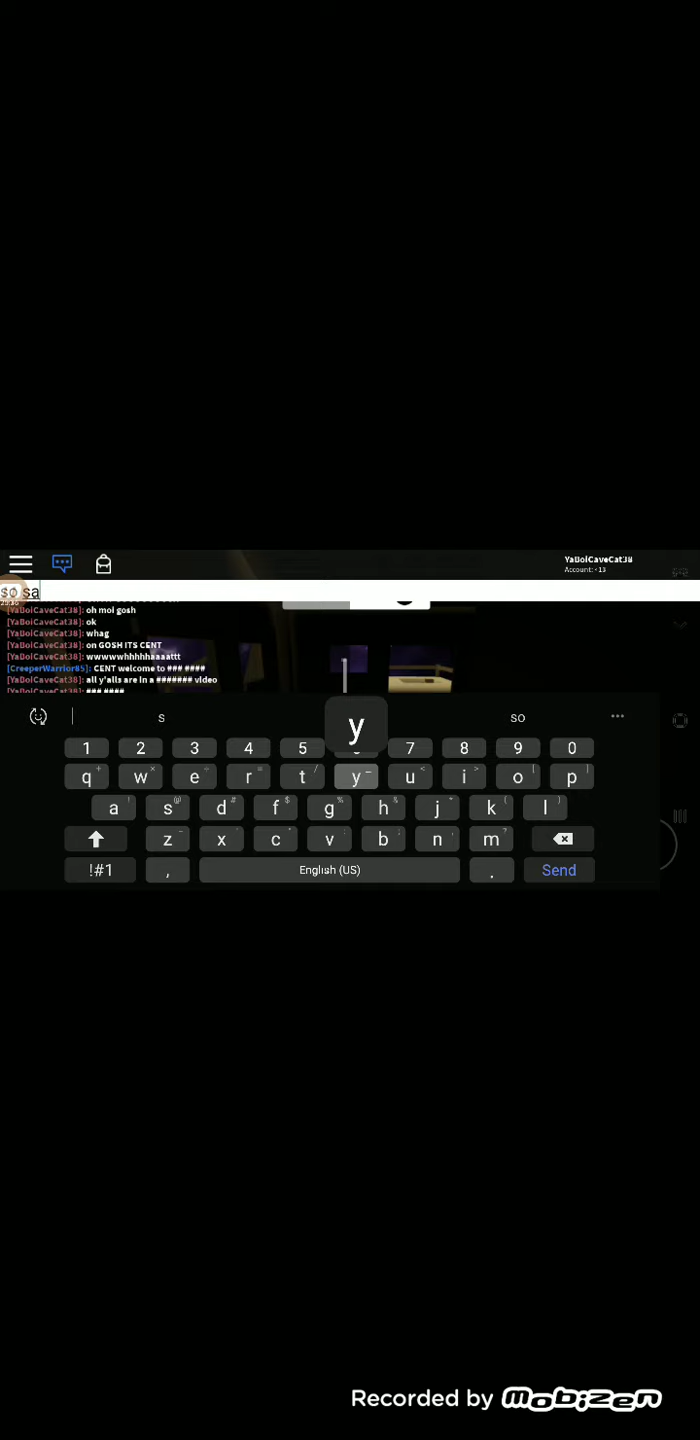 YaBoiCaveCat38
Account: <13
so sa
[YaBoiCaveCat38]: oh moi gosh
[YaBoiCaveCat38]: ok
[YaBoiCaveCat38]: whag
[YaBoiCaveCat38]: on GOSH ITS CENT
[YaBoiCaveCat38]: wwwwwhhhhhaaaattt
[CreeperWarrior85]: CENT welcome to ### ####
[YaBoiCaveCat38]: all y'alls are in a ####### video
[YaBoiCaveCat38]: ### ####
s y so
1 2 3 4 5 7 8 9 0
q w e r t y u i o p
a s d f g h j k l
z x c v b n m
!#1 , English (US) . Send
Recorded by mobizen